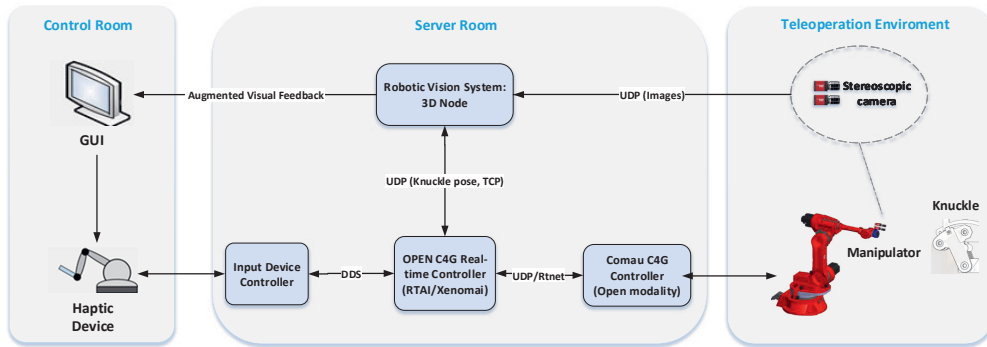 Control Room
Server Room
Teleoperation Enviroment
Robotic Vision System:
3D Node
Augmented Visual Feedback
UDP (Images)
Stereoscopic
camera
GUI
UDP (Knuckle pose, TCP)
Knuckle
Manipulator
Input Device
Controller
DDS
OPEN C4G Real-
time Controller
(RTAI/Xenomai)
UDP/Rtnet
Comau C4G
Controller
(Open modality)
Haptic
Device